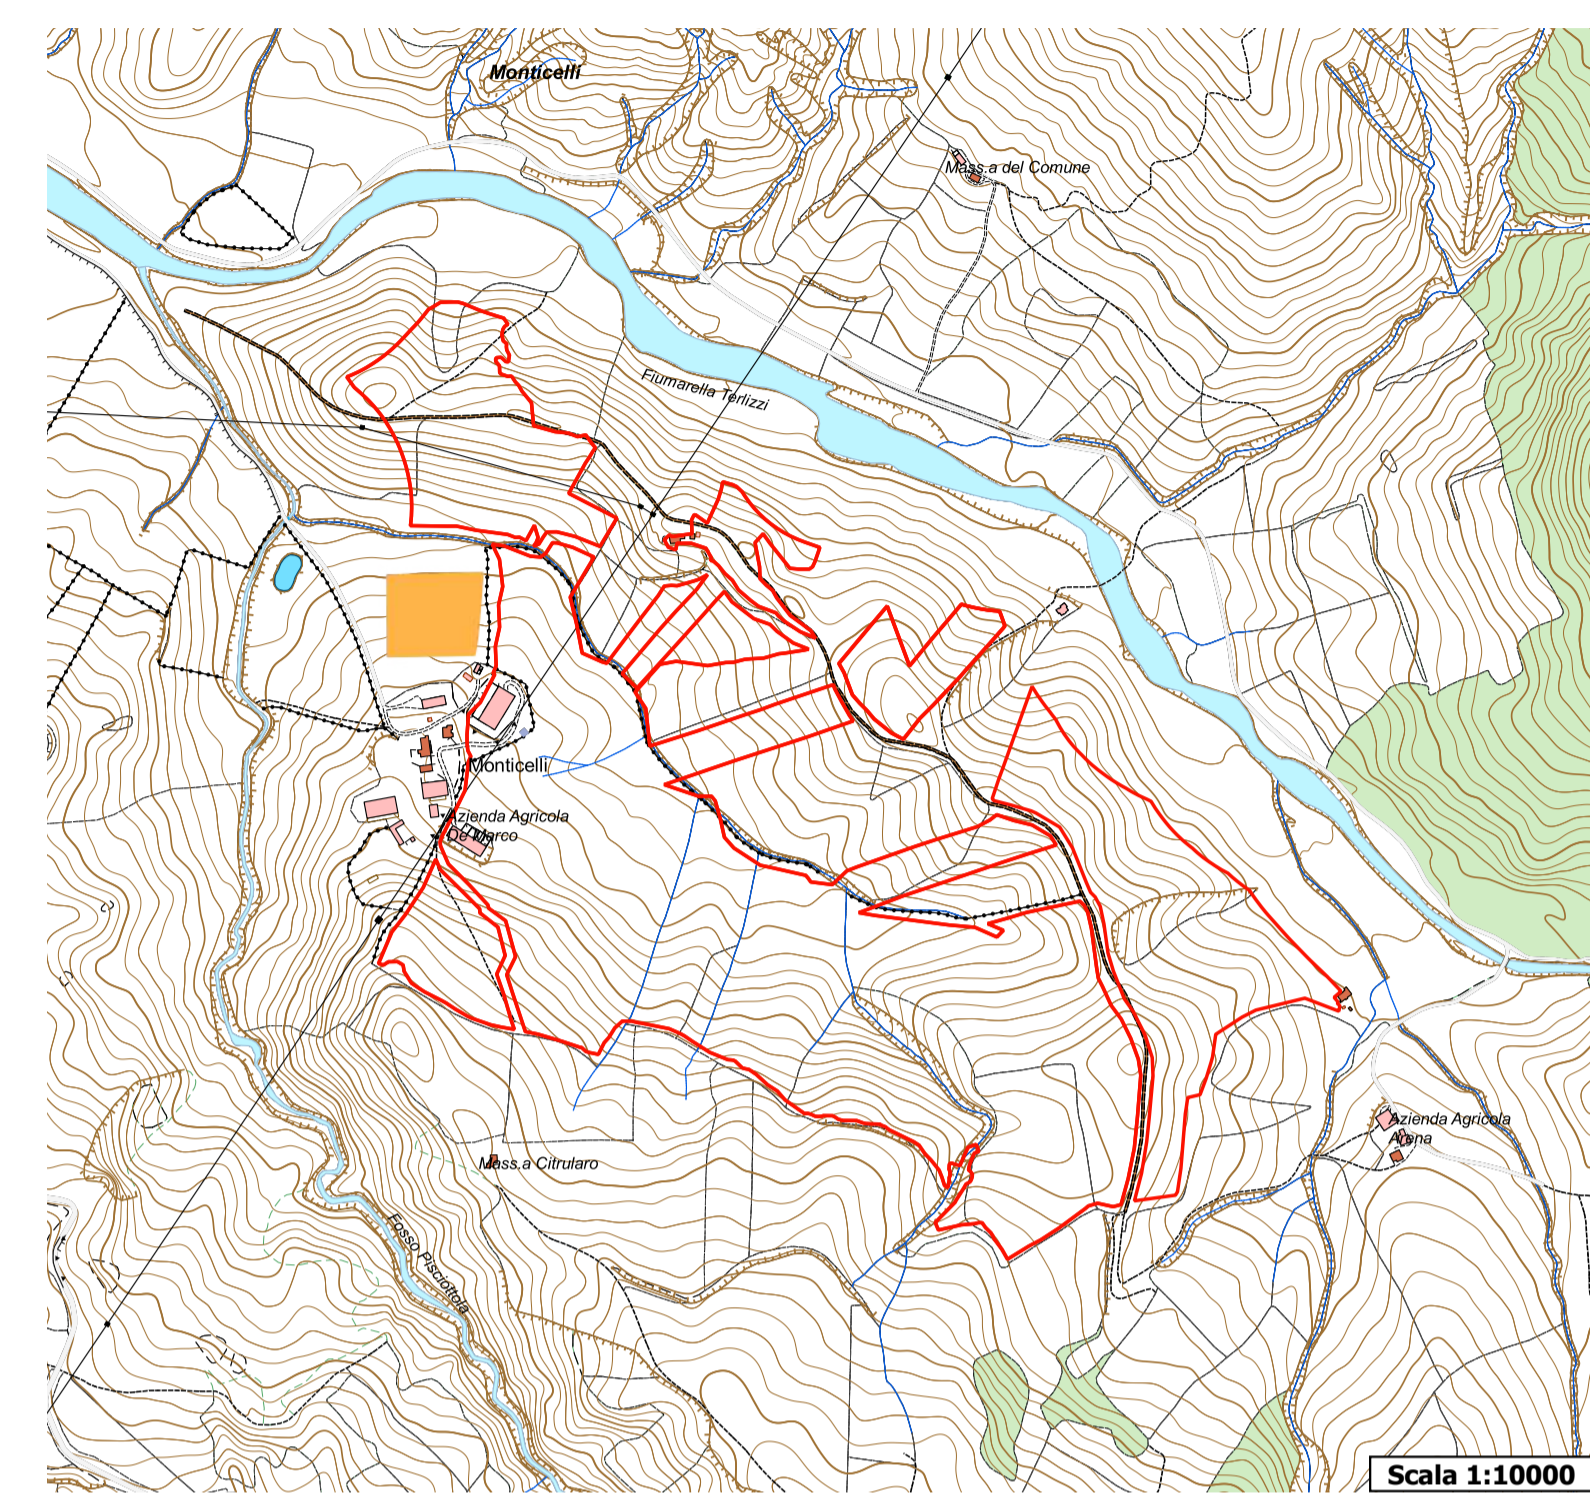 Monticelli
Mass.a del Comune
Fiumarella Terlizzi
Monticelli
Azienda Agricola
De Marco
Azienda Agricola
Arena
Mass.a Citrularo
Fosso Pisciottola
Scala 1:10000